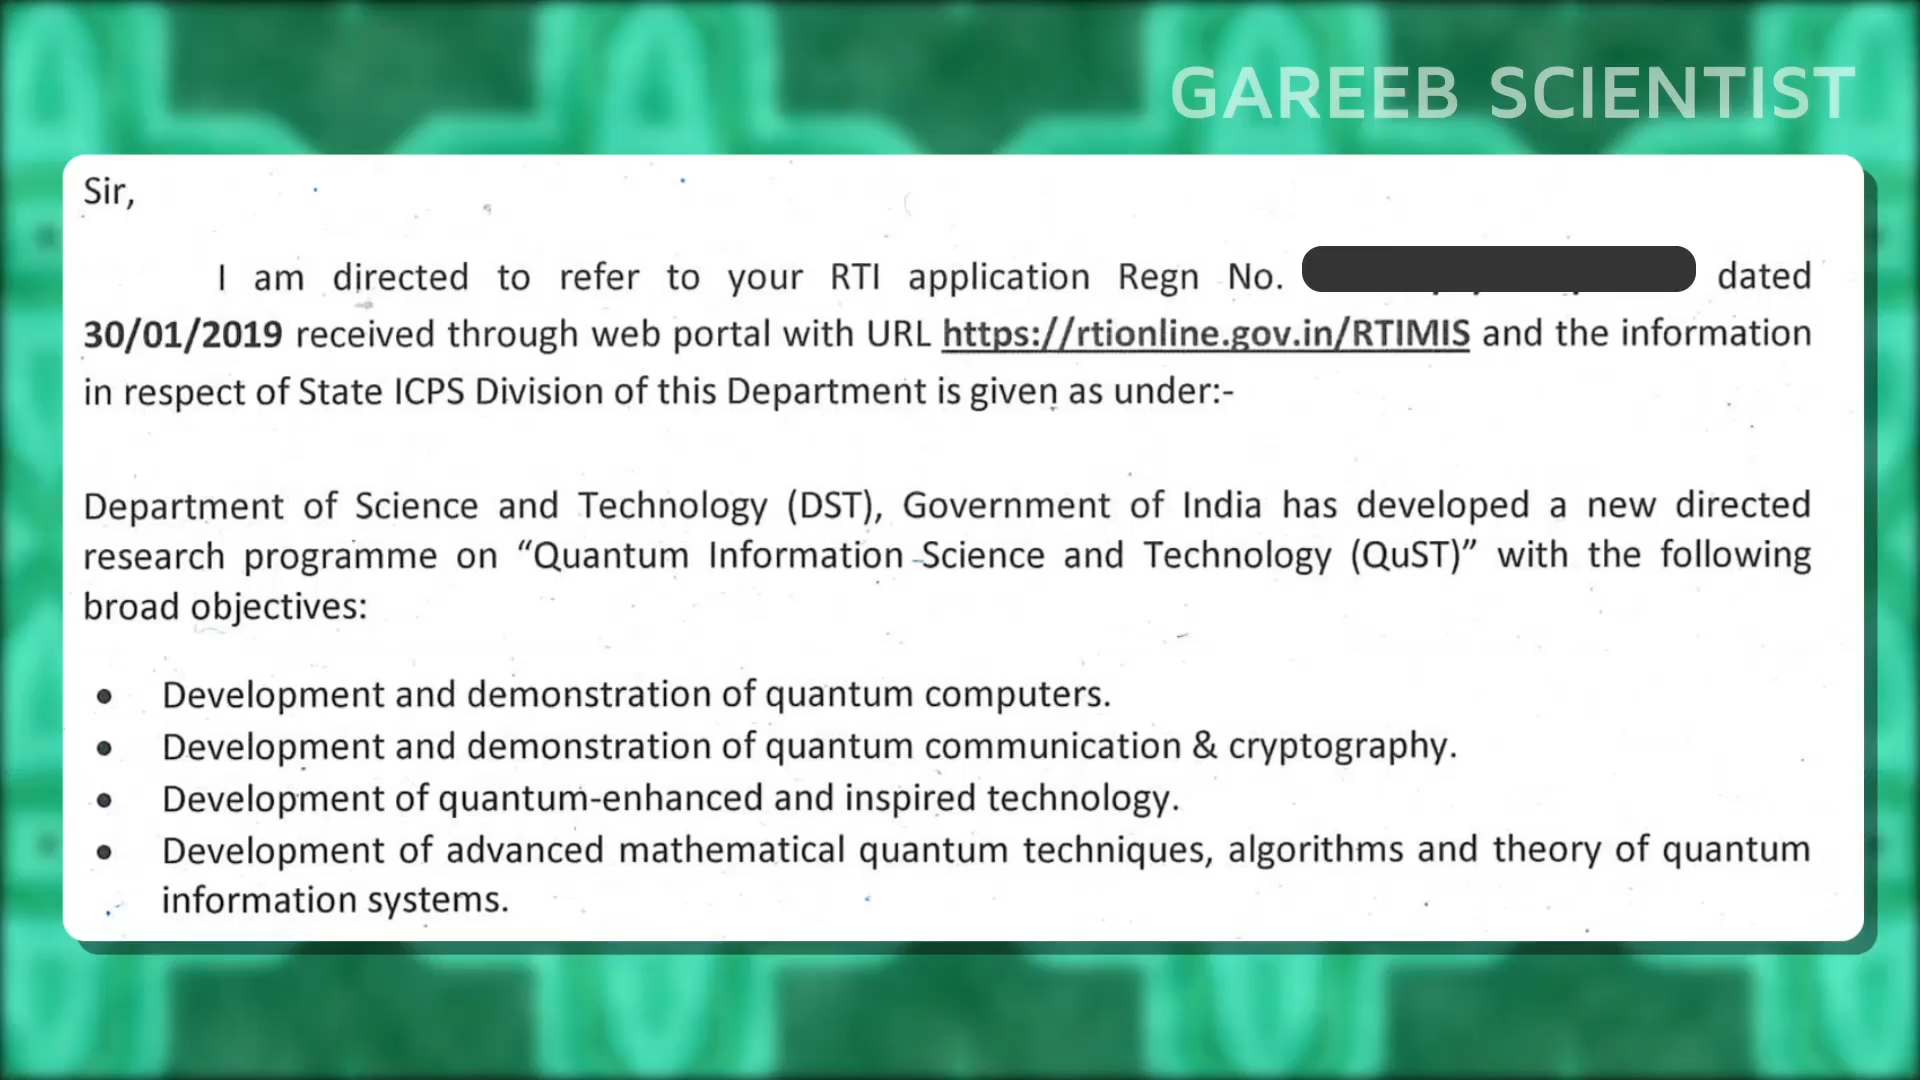 GAREEB SCIENTIST
Sir,
I am directed to refer to your RTI application Regn No. dated
30/01/2019 received through web portal with URL https://rtionline.gov.in/RTIMIS and the information
in respect of State ICPS Division of this Department is given as under:-
Department of Science and Technology (DST), Government of India has developed a new directed
research programme on “Quantum Information Science and Technology (QuST)” with the following
broad objectives:
• Development and demonstration of quantum computers.
• Development and demonstration of quantum communication & cryptography.
• Development of quantum-enhanced and inspired technology.
• Development of advanced mathematical quantum techniques, algorithms and theory of quantum
information systems.